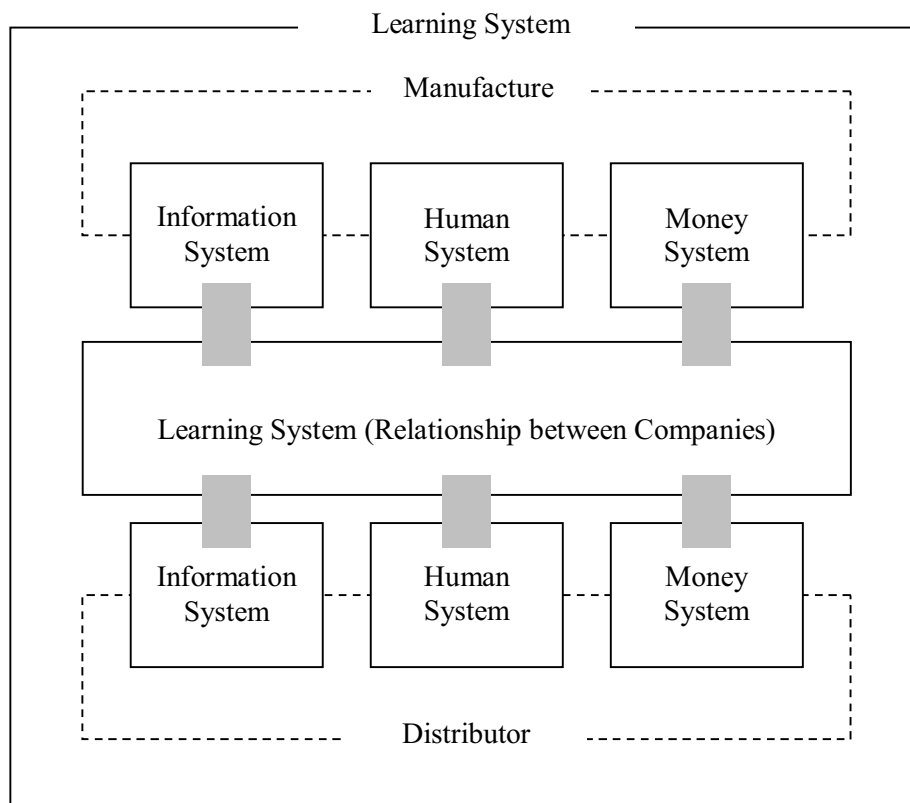 Learning System
Manufacture
Information
System
Human
System
Money
System
Learning System (Relationship between Companies)
Information
System
Human
System
Money
System
Distributor